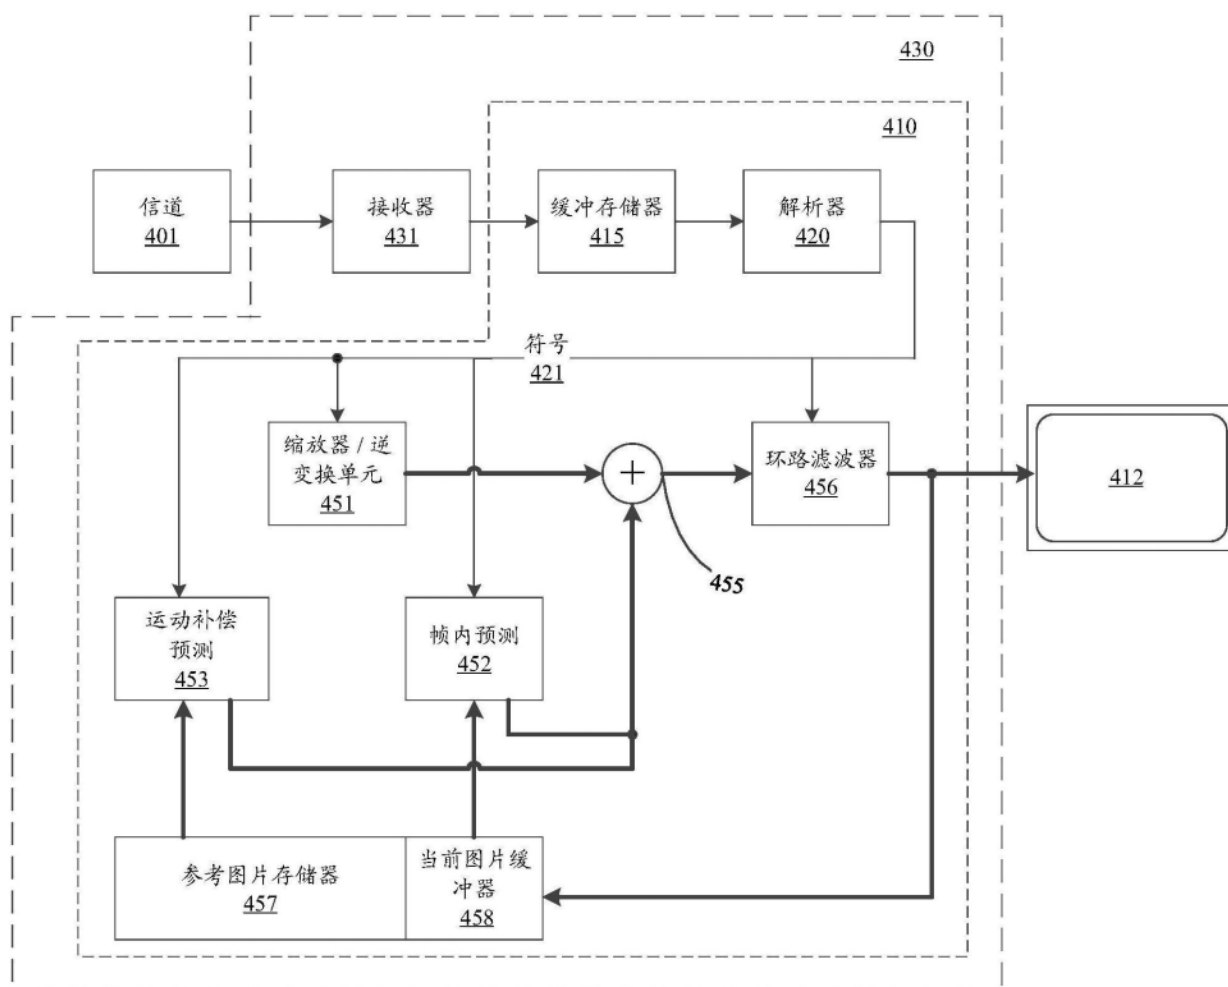 430
410
信道
401
接收器
431
缓冲存储器
415
解析器
420
符号
421
缩放器 / 逆
变换单元
451
+
环路滤波器
456
412
455
运动补偿
预测
453
帧内预测
452
参考图片存储器
457
当前图片缓
冲器
458